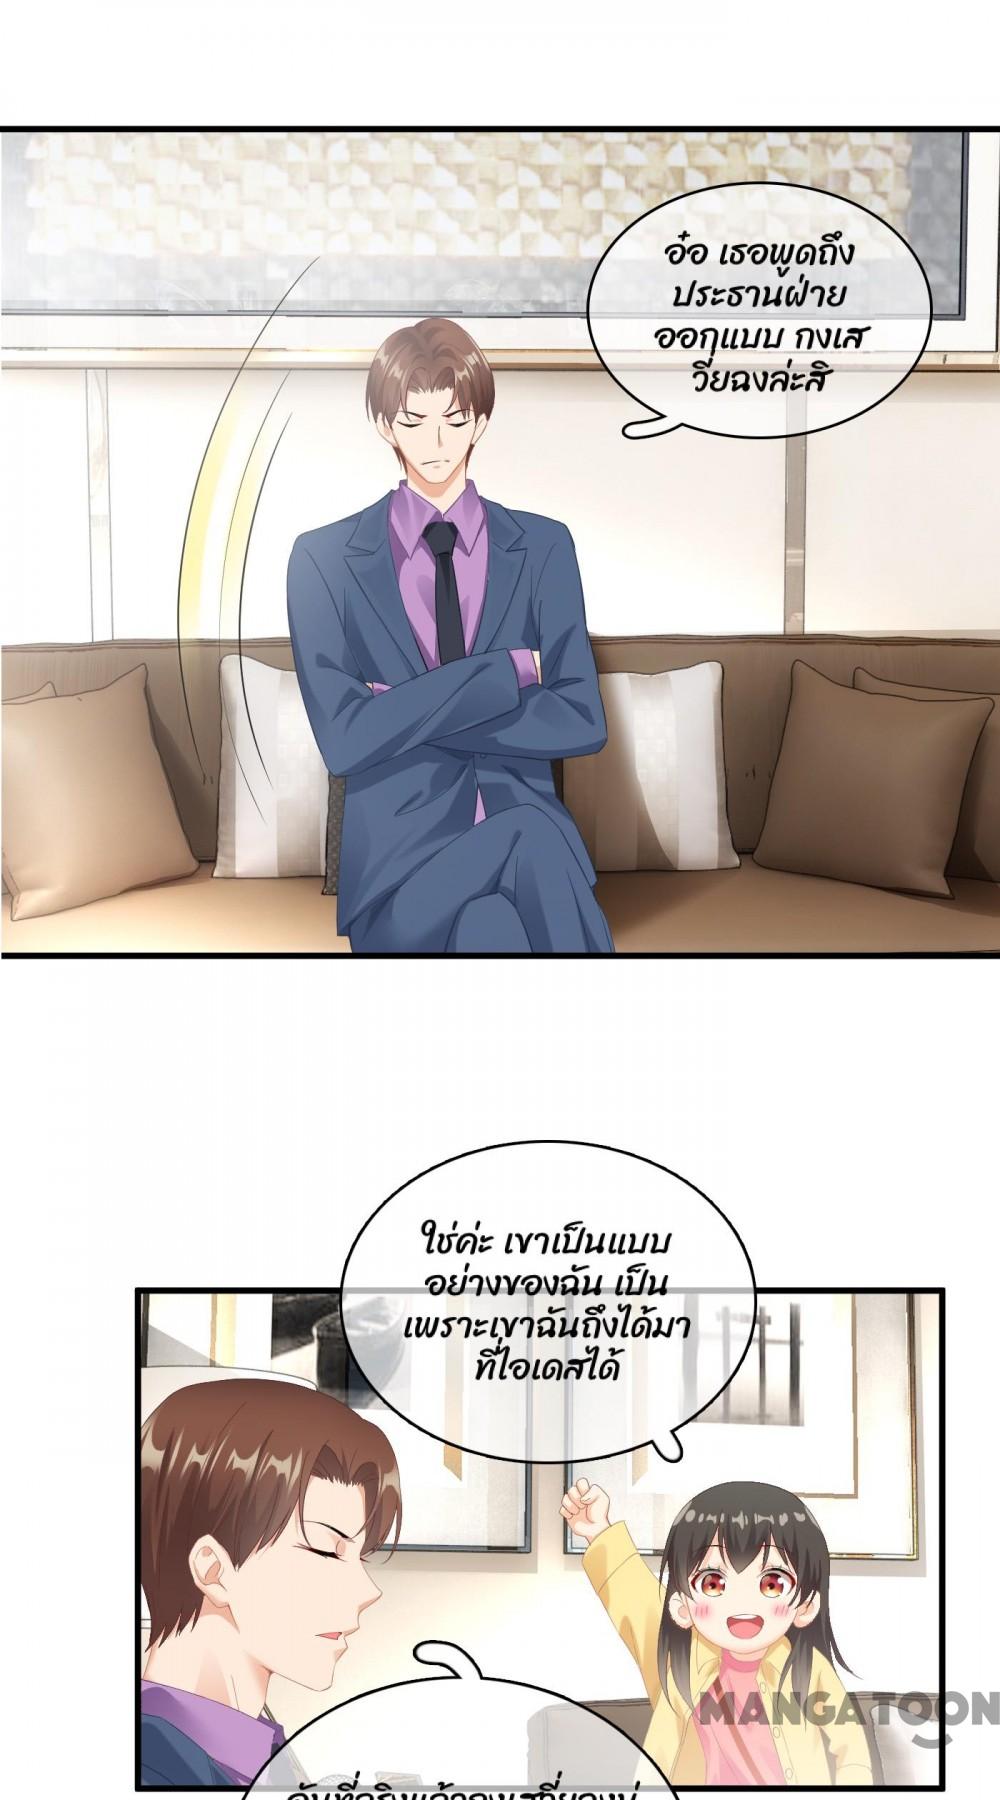 อ๋อ เธอพูดถึง
ประธานฝ่าย
ออกแบบ กงเส
วี่ยฉงล่ะสิ
ใช่ค่ะ เขาเป็นแบบ
อย่างของฉัน เป็น
เพราะเขาฉันถึงได้มา
ที่ไอเดสได้
MANGATOON